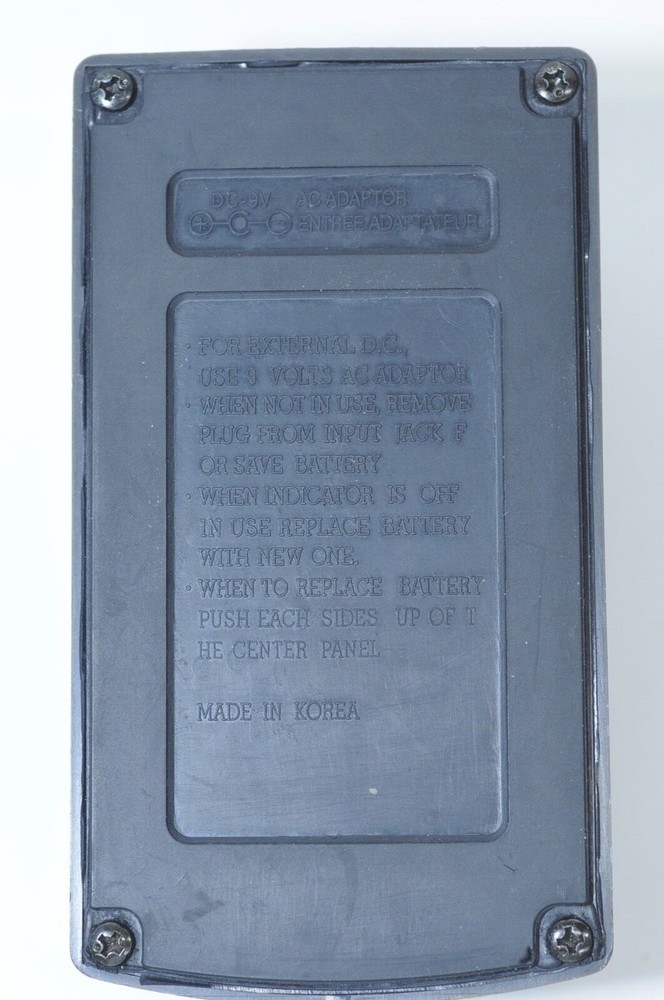 DC-9V AC ADAPTOR
+ C - ENTREE ADAPTATEUR
· FOR EXTERNAL D.C.,
USE 9 VOLTS AC ADAPTOR
· WHEN NOT IN USE, REMOVE
PLUG FROM INPUT JACK F
OR SAVE BATTERY
· WHEN INDICATOR IS OFF
IN USE REPLACE BATTERY
WITH NEW ONE.
· WHEN TO REPLACE BATTERY
PUSH EACH SIDES UP OF T
HE CENTER PANEL
MADE IN KOREA